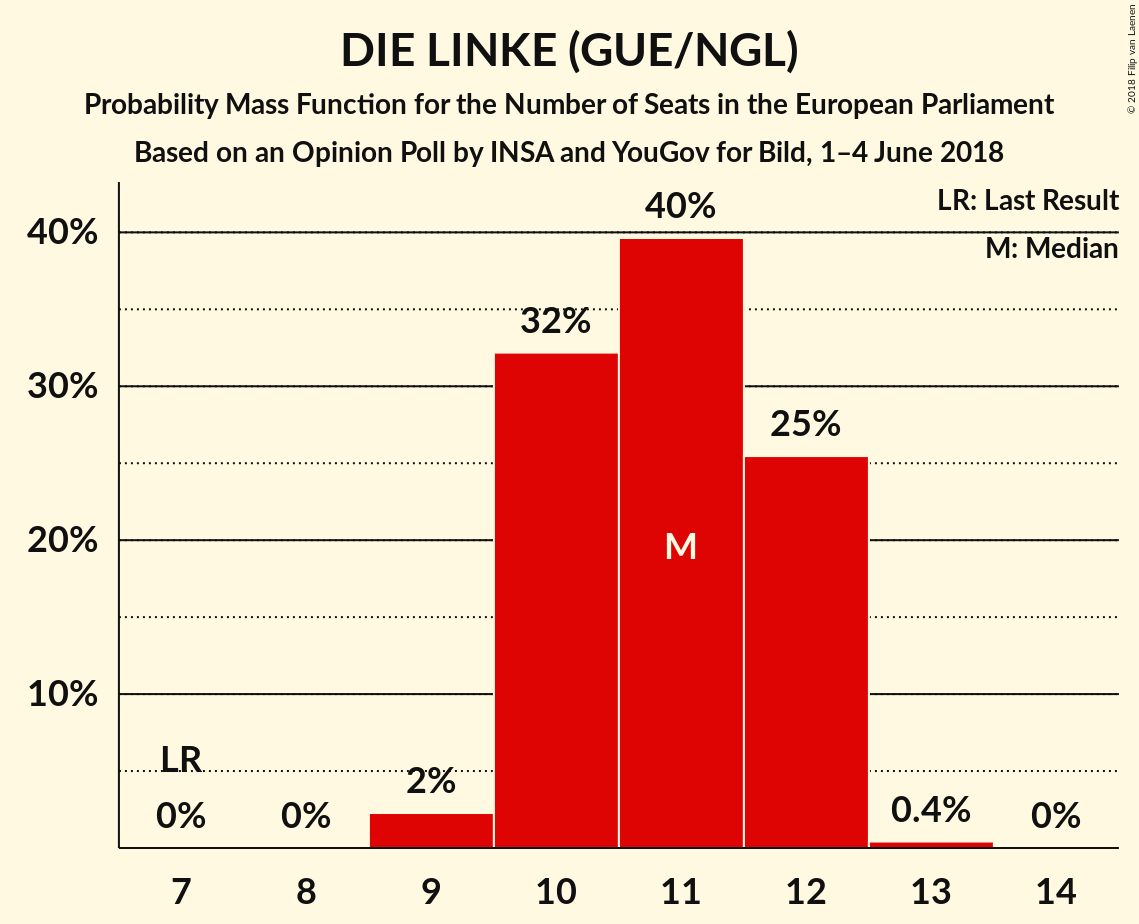 DIE LINKE (GUE/NGL)
Probability Mass Function for the Number of Seats in the European Parliament
Based on an Opinion Poll by INSA and YouGov for Bild, 1–4 June 2018
© 2018 Filip van Laenen
LR: Last Result
M: Median
40%
30%
20%
10%
LR
0%
0%
2%
32%
40%
M
25%
0.4%
0%
7 8 9 10 11 12 13 14